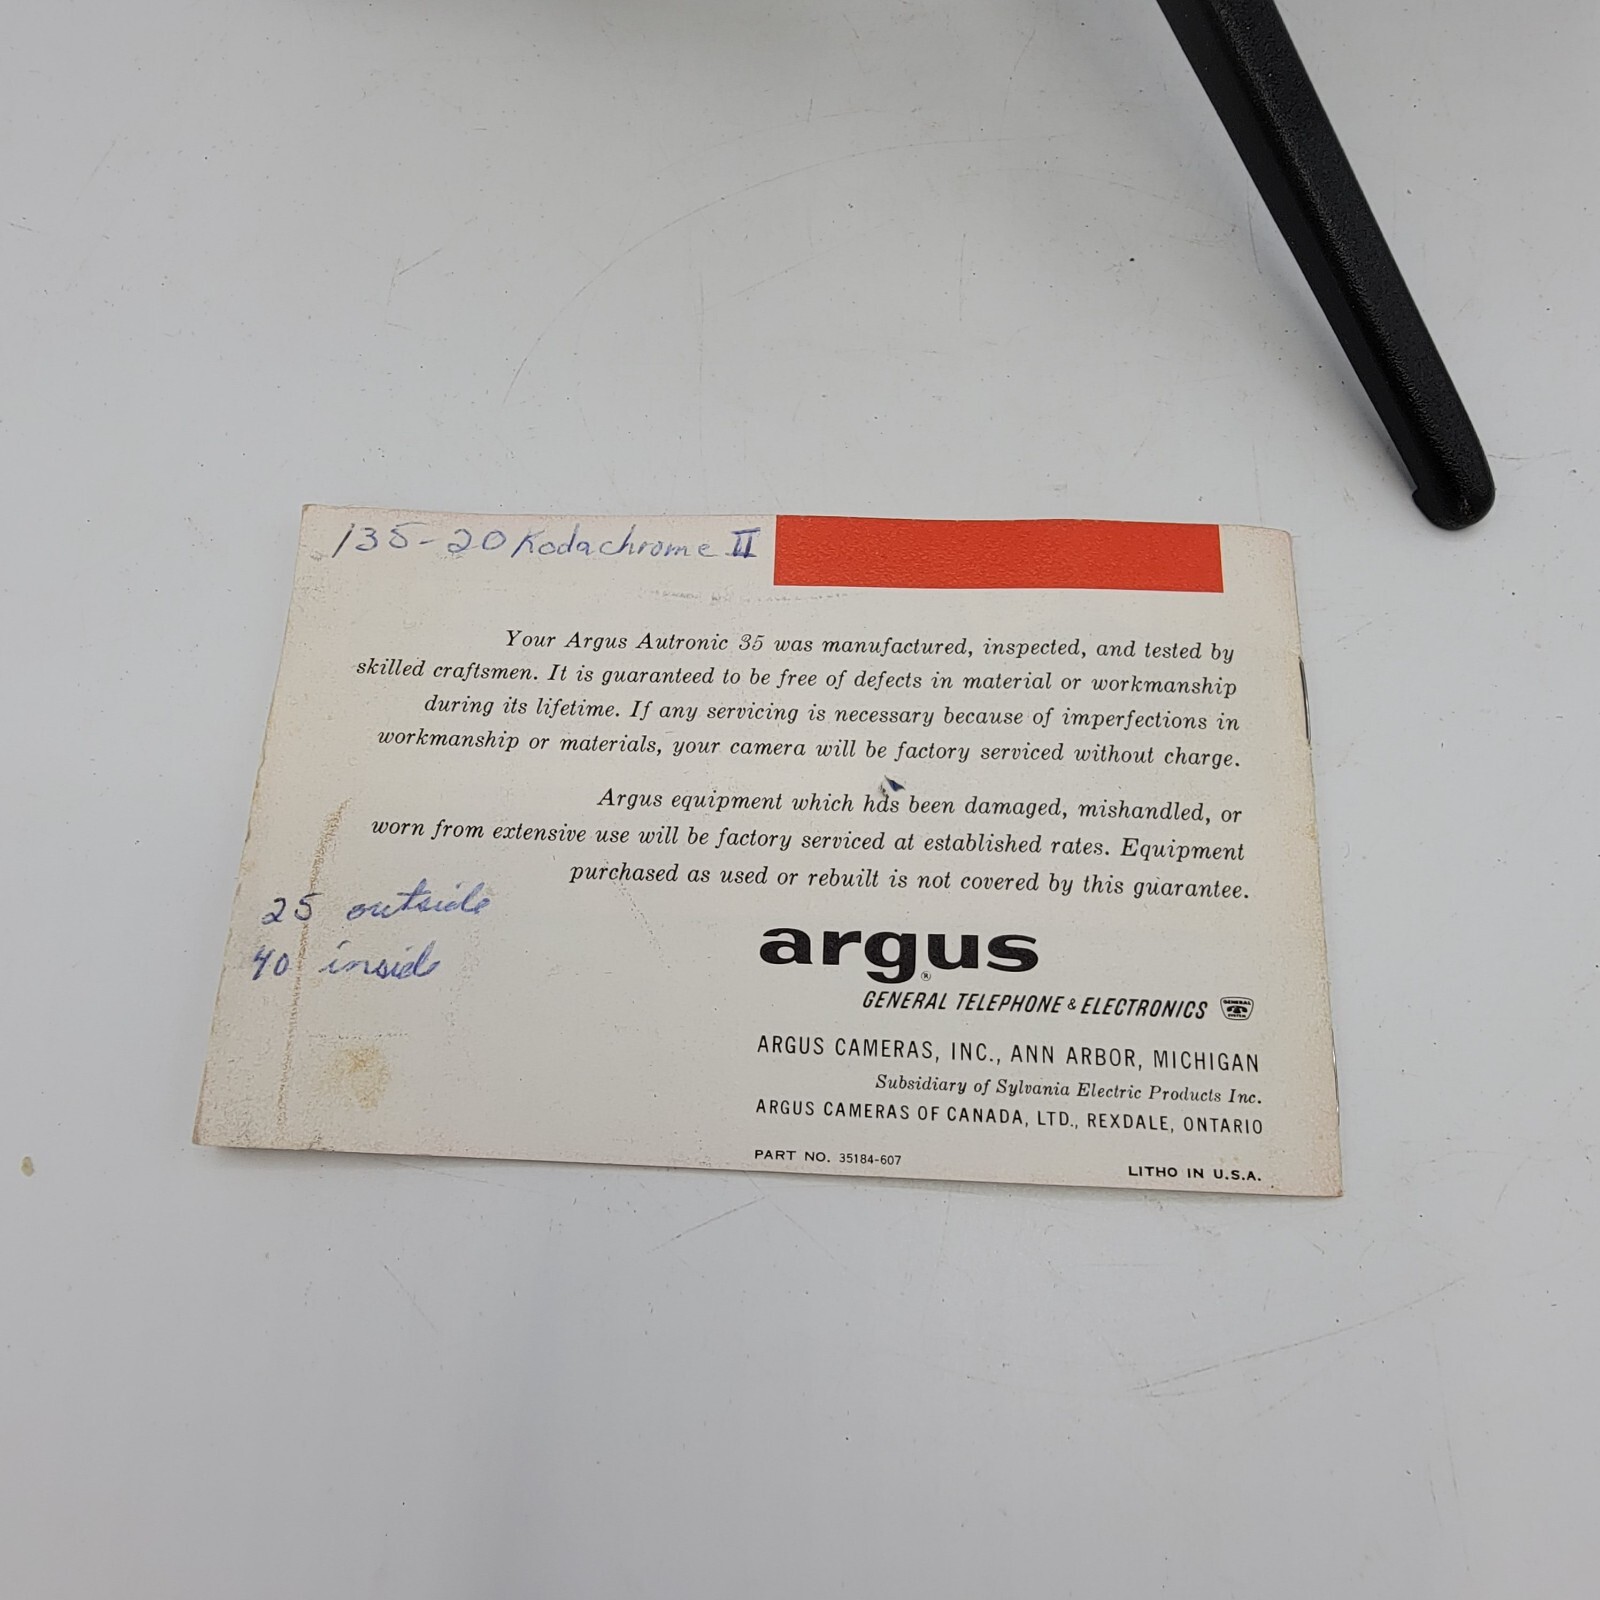 135-20 Kodachrome II
Your Argus Autronic 35 was manufactured, inspected, and tested by
skilled craftsmen. It is guaranteed to be free of defects in material or workmanship
during its lifetime. If any servicing is necessary because of imperfections in
workmanship or materials, your camera will be factory serviced without charge.
Argus equipment which has been damaged, mishandled, or
worn from extensive use will be factory serviced at established rates. Equipment
purchased as used or rebuilt is not covered by this guarantee.
25 outside
40 inside
argus®
GENERAL TELEPHONE & ELECTRONICS GENERAL SYSTEM
ARGUS CAMERAS, INC., ANN ARBOR, MICHIGAN
Subsidiary of Sylvania Electric Products Inc.
ARGUS CAMERAS OF CANADA, LTD., REXDALE, ONTARIO
PART NO. 35184-607
LITHO IN U.S.A.